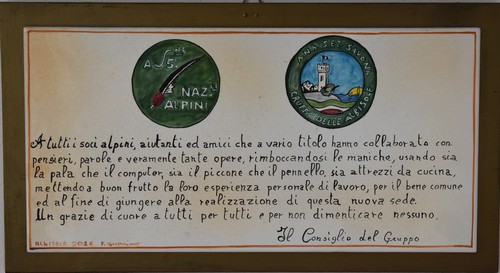 Ass
NAZ.LE
ALPINI
ANA SEZ SAVONA
GRUPPO DELLE ALBISOLE
A tutti i soci alpini, aiutanti ed amici che a vario titolo hanno collaborato con
pensieri, parole e veramente tante opere, rimboccandosi le maniche, usando sia
la pala che il computer, sia il piccone che il pennello, sia attrezzi da cucina,
mettendo a buon frutto la loro esperienza personale di lavoro, per il bene comune
ed al fine di giungere alla realizzazione di questa nuova sede.
Un grazie di cuore a tutti per tutti e per non dimenticare nessuno.
Il Consiglio del Gruppo